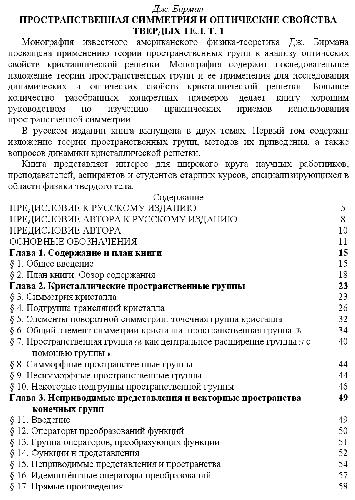 Дж. Бирман
ПРОСТРАНСТВЕННАЯ СИММЕТРИЯ И ОПТИЧЕСКИЕ СВОЙСТВА
ТВЕРДЫХ ТЕЛ. Т. 1
Монография известного американского физика-теоретика Дж. Бирмана
посвящена применению теории пространственных групп к анализу оптических
свойств кристаллической решетки. Монография содержит последовательное
изложение теории пространственных групп и ее применения для исследования
динамических и оптических свойств кристаллической решетки. Большое
количество разобранных конкретных примеров делает книгу хорошим
руководством по изучению практических приемов использования
пространственной симметрии.
В русском издании книга выпущена в двух томах. Первый том содержит
изложение теории пространственных групп, методов их приведения, а также
вопросов динамики кристаллической решетки.
Книга представляет интерес для широкого круга научных работников,
преподавателей, аспирантов и студентов старших курсов, специализирующихся в
области физики твердого тела.
Содержание
ПРЕДИСЛОВИЕ К РУССКОМУ ИЗДАНИЮ 5
ПРЕДИСЛОВИЕ АВТОРА К РУССКОМУ ИЗДАНИЮ 8
ПРЕДИСЛОВИЕ АВТОРА 10
ОСНОВНЫЕ ОБОЗНАЧЕНИЯ 11
Глава 1. Содержание и план книги 15
§ 1. Общее введение 15
§ 2. План книги. Обзор содержания 18
Глава 2. Кристаллические пространственные группы 23
§ 3. Симметрия кристалла 23
§ 4. Подгруппа трансляций кристалла 26
§ 5. Элементы поворотной симметрии: точечная группа кристалла 32
§ 6. Общий элемент симметрии кристалла: пространственная группа 34
§ 7. Пространственная группа как центральное расширение группы с 40
помощью группы
§ 8. Симморфные пространственные группы 44
§ 9. Несимморфные пространственные группы 44
§ 10. Некоторые подгруппы пространственной группы 46
Глава 3. Неприводимые представления и векторные пространства 49
конечных групп
§ 11. Введение 49
§ 12. Операторы преобразований функций 50
§ 13. Группа операторов, преобразующих функции 51
§ 14. Функции и представления 52
§ 15. Неприводимые представления и пространства 54
§ 16. Идемпотентные операторы преобразования 57
§ 17. Прямые произведения 58